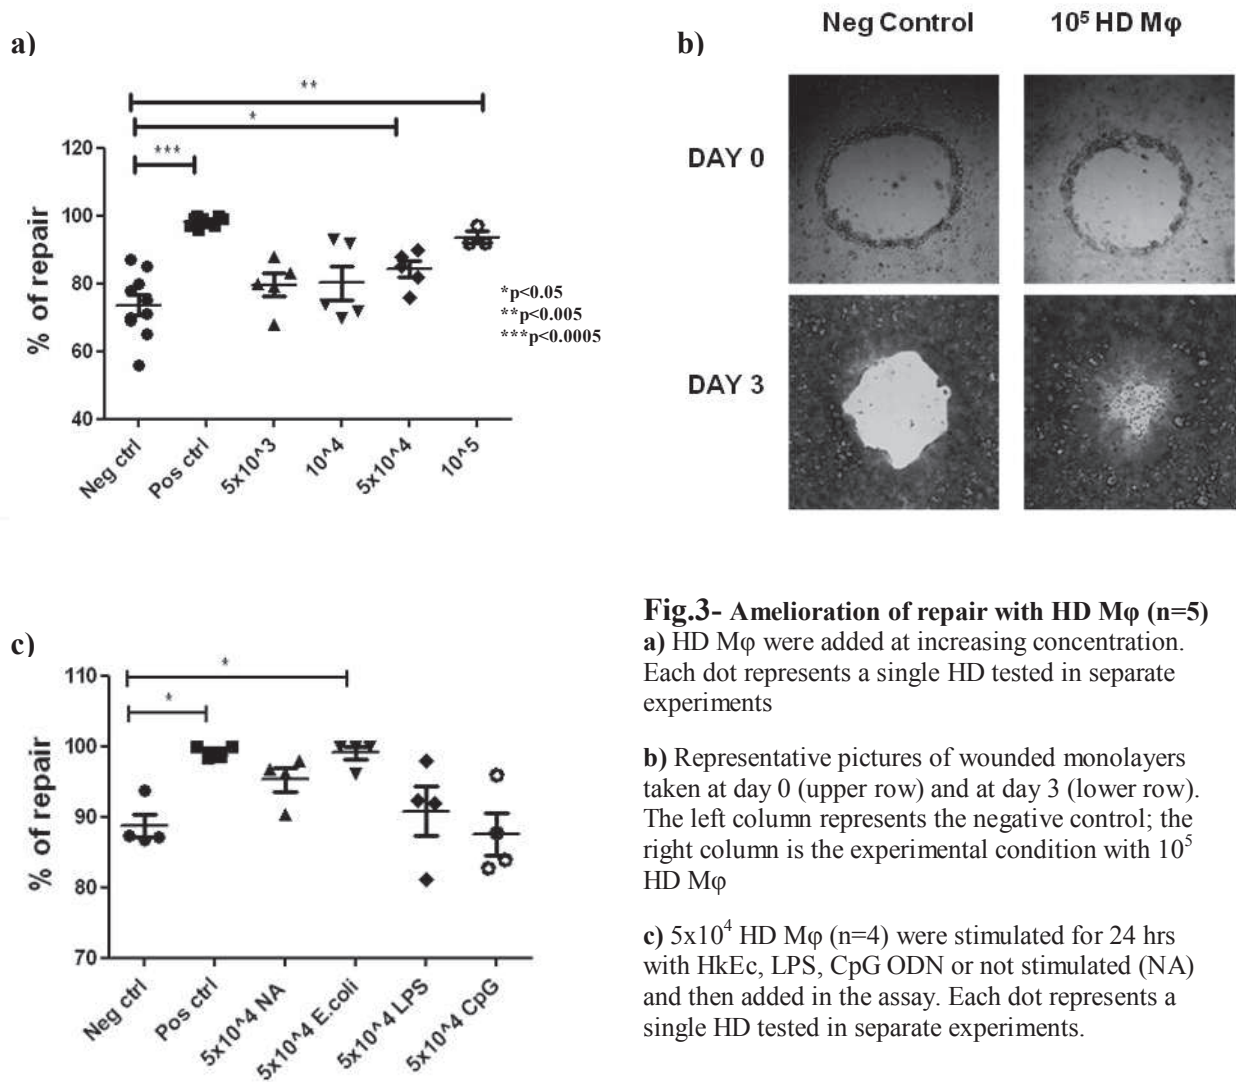 a)
**
*
***
120
100
80
60
40
% of repair
Neg ctrl
Pos ctrl
5x10^3
10^4
5x10^4
10^5
*p<0.05
**p<0.005
***p<0.0005
b)
Neg Control
10⁵ HD Mφ
DAY 0
DAY 3
c)
*
*
110
100
90
80
70
% of repair
Neg ctrl
Pos ctrl
5x10^4 NA
5x10^4 E.coli
5x10^4 LPS
5x10^4 CpG
Fig.3- Amelioration of repair with HD Mφ (n=5)
a) HD Mφ were added at increasing concentration.
Each dot represents a single HD tested in separate
experiments
b) Representative pictures of wounded monolayers
taken at day 0 (upper row) and at day 3 (lower row).
The left column represents the negative control; the
right column is the experimental condition with 10⁵
HD Mφ
c) 5x10⁴ HD Mφ (n=4) were stimulated for 24 hrs
with HkEc, LPS, CpG ODN or not stimulated (NA)
and then added in the assay. Each dot represents a
single HD tested in separate experiments.